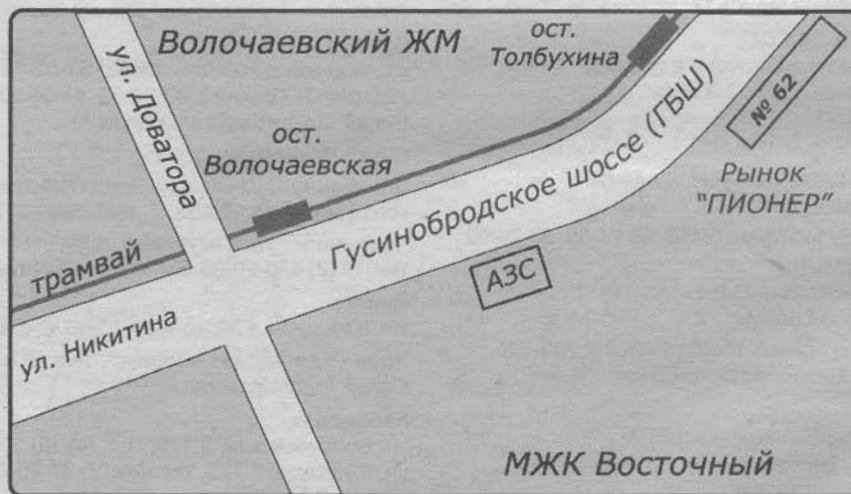 Волочаевский ЖМ
ост.
Толбухина
ул. Доватора
№ 62
ост.
Волочаевская
Гусинобродское шоссе (ГБШ)
Рынок
"ПИОНЕР"
трамвай
АЗС
ул. Никитина
МЖК Восточный